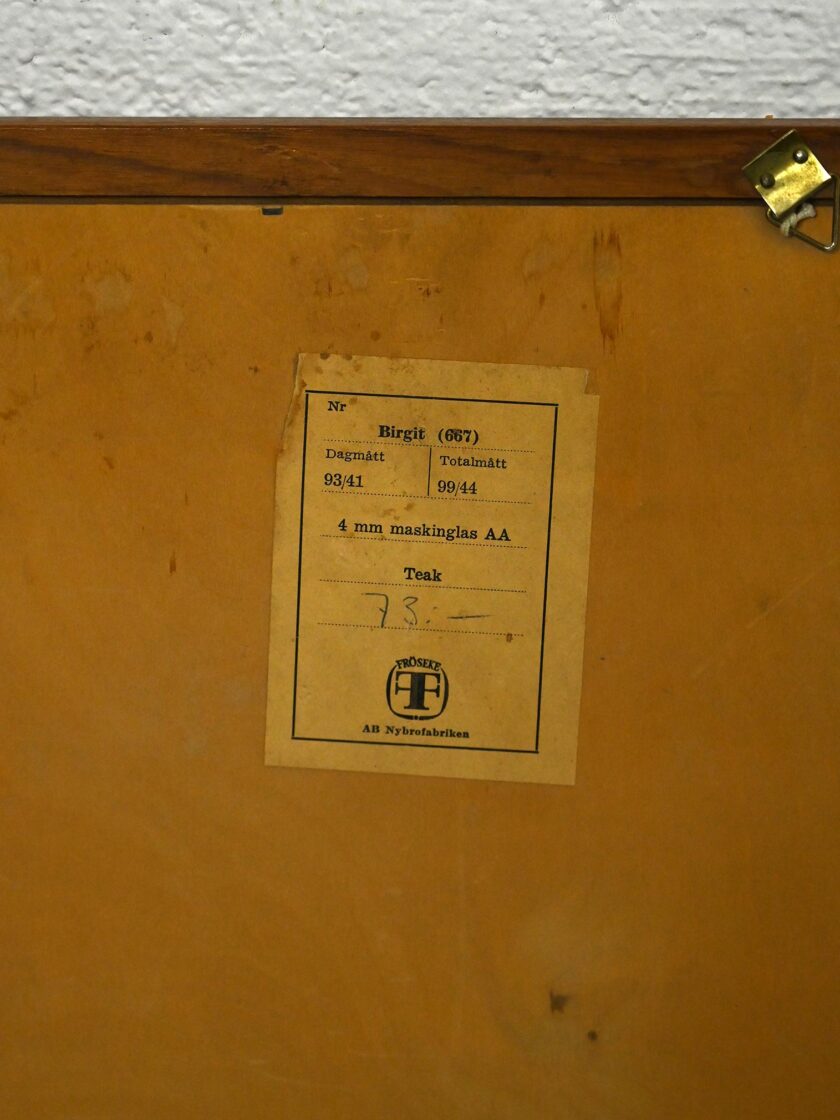 Nr
Birgit (667)
Dagmått Totalmått
93/41 99/44
4 mm maskinglas AA
Teak
73:—
FRÖSEKE
F
AB Nybrofabriken